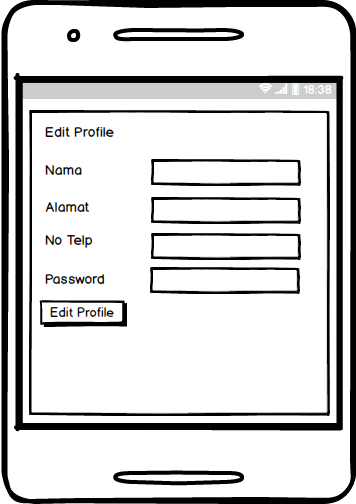 18:38
Edit Profile
Nama
Alamat
No Telp
Password
Edit Profile